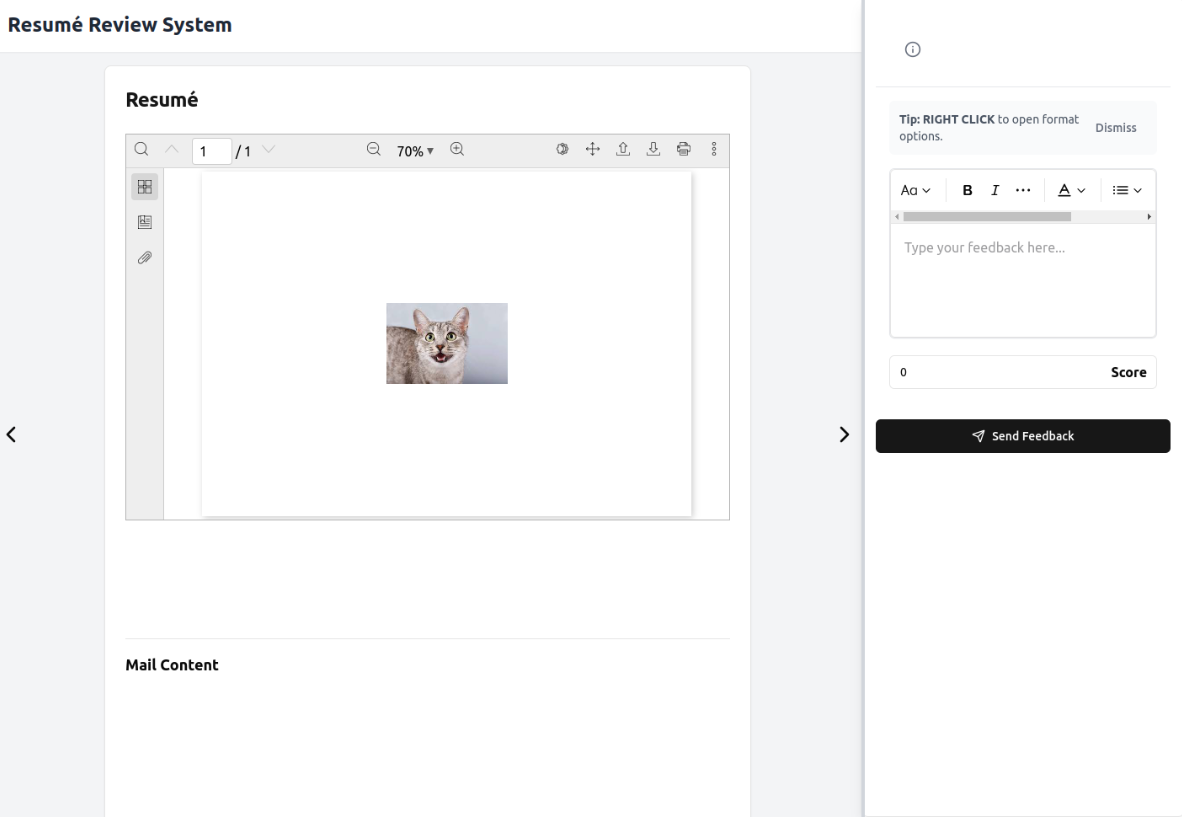 Resumé Review System
Resumé
1 / 1
70%
Mail Content
Tip: RIGHT CLICK to open format options.
Dismiss
Aa
B
I
A
Type your feedback here...
0
Score
Send Feedback